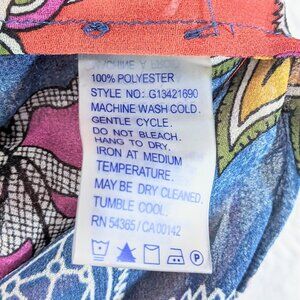 100% POLYESTER
STYLE NO.: G13421690
MACHINE WASH COLD.
GENTLE CYCLE.
DO NOT BLEACH.
HANG TO DRY.
IRON AT MEDIUM
TEMPERATURE.
MAY BE DRY CLEANED.
TUMBLE COOL.
RN 54365 / CA 00142